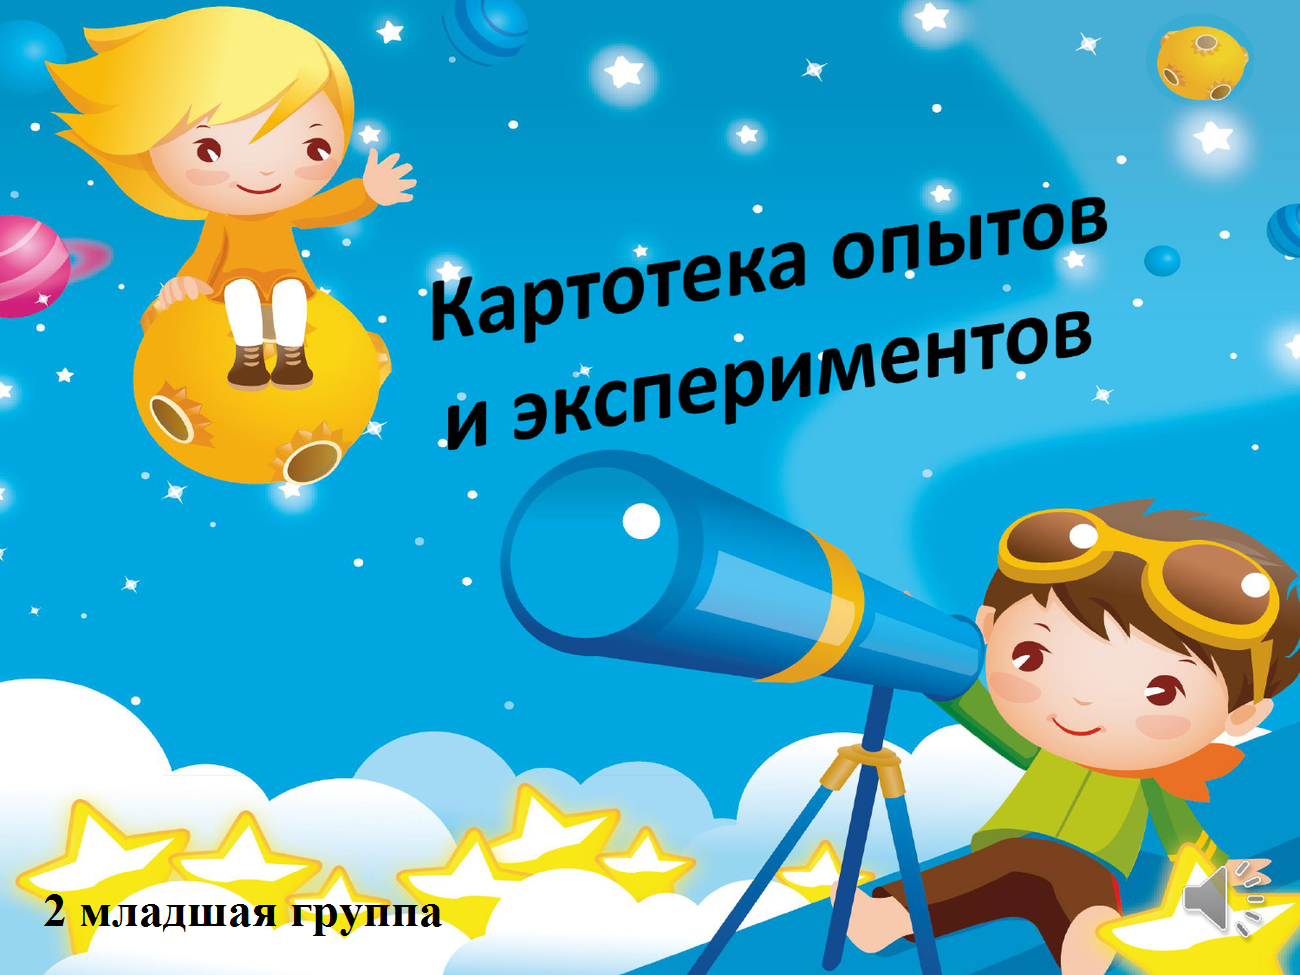 Картотека опытов
и экспериментов
2 младшая группа